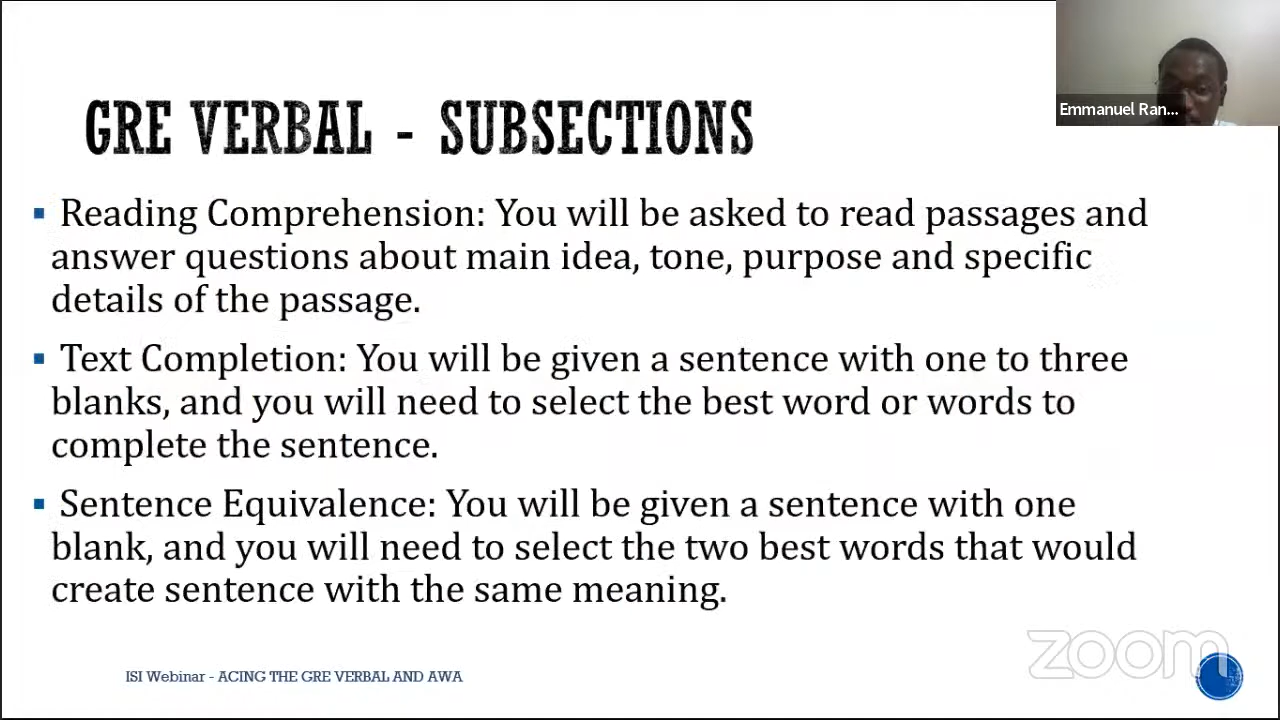 Emmanuel Ran...
GRE VERBAL - SUBSECTIONS
▪ Reading Comprehension: You will be asked to read passages and
answer questions about main idea, tone, purpose and specific
details of the passage.
▪ Text Completion: You will be given a sentence with one to three
blanks, and you will need to select the best word or words to
complete the sentence.
▪ Sentence Equivalence: You will be given a sentence with one
blank, and you will need to select the two best words that would
create sentence with the same meaning.
zoom
ISI Webinar - ACING THE GRE VERBAL AND AWA